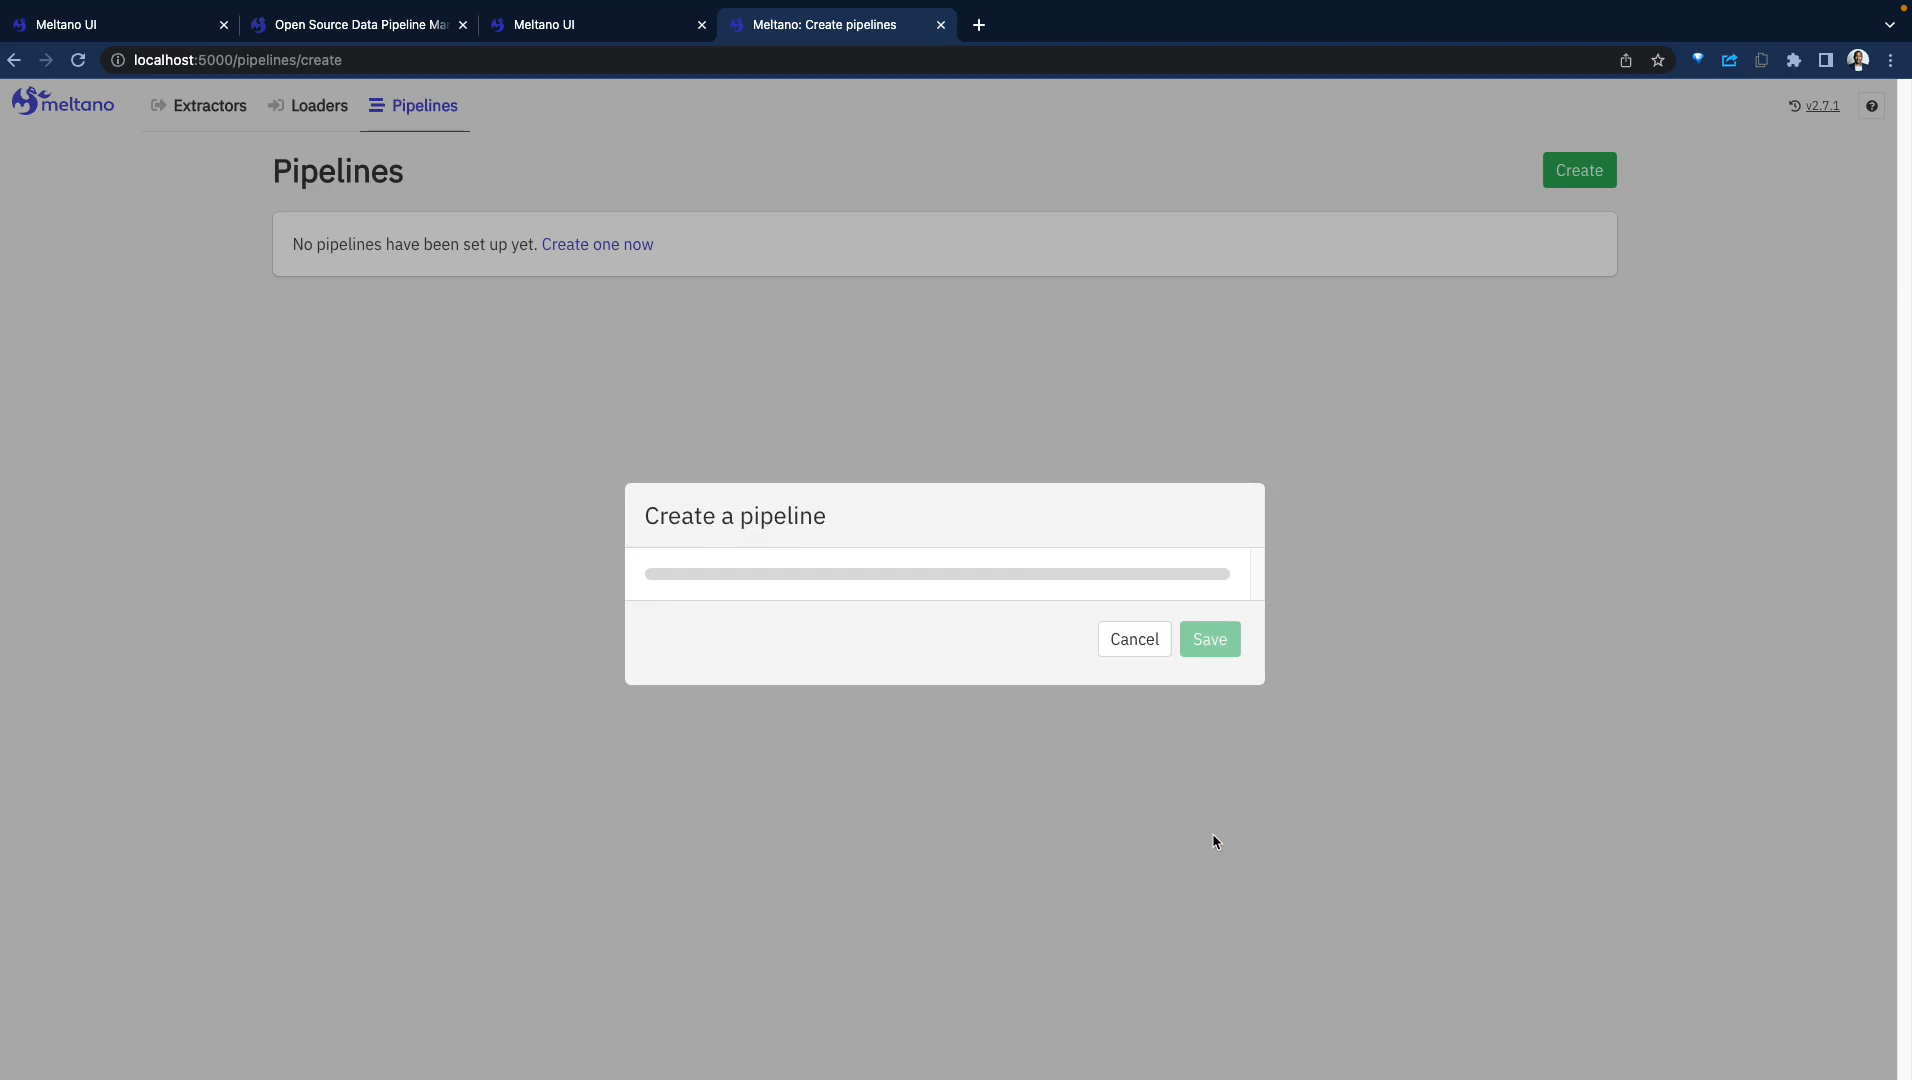 Meltano UI
Open Source Data Pipeline Ma
Meltano UI
Meltano: Create pipelines
localhost:5000/pipelines/create
meltano
Extractors
Loaders
Pipelines
v2.7.1
Pipelines
Create
No pipelines have been set up yet. Create one now
Create a pipeline
Cancel
Save